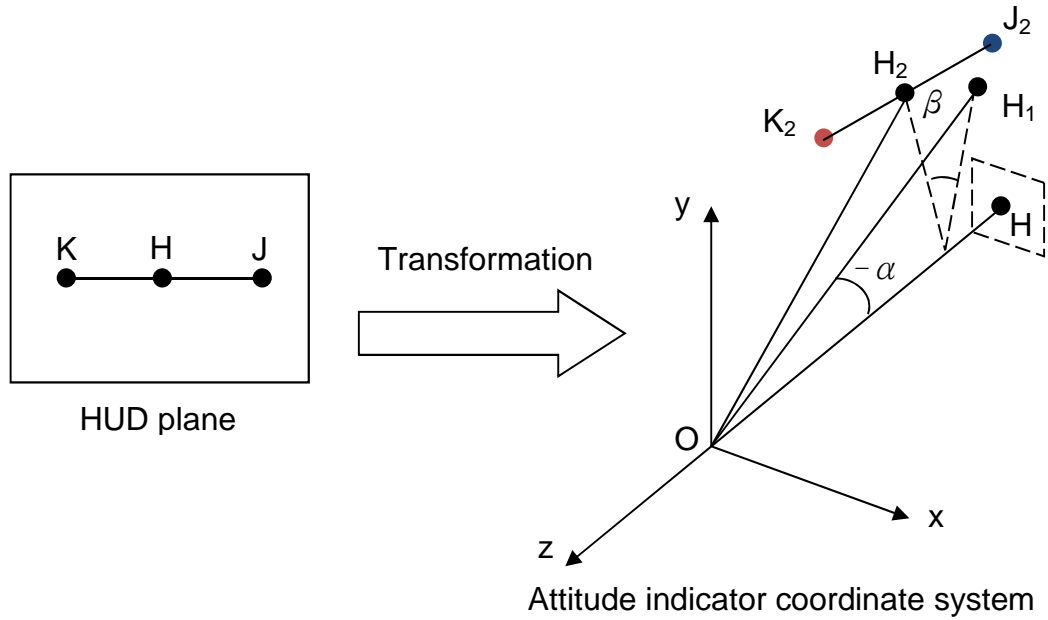 K H J
HUD plane
Transformation
J₂
H₂
β
H₁
K₂
H
y
-α
O
x
z
Attitude indicator coordinate system